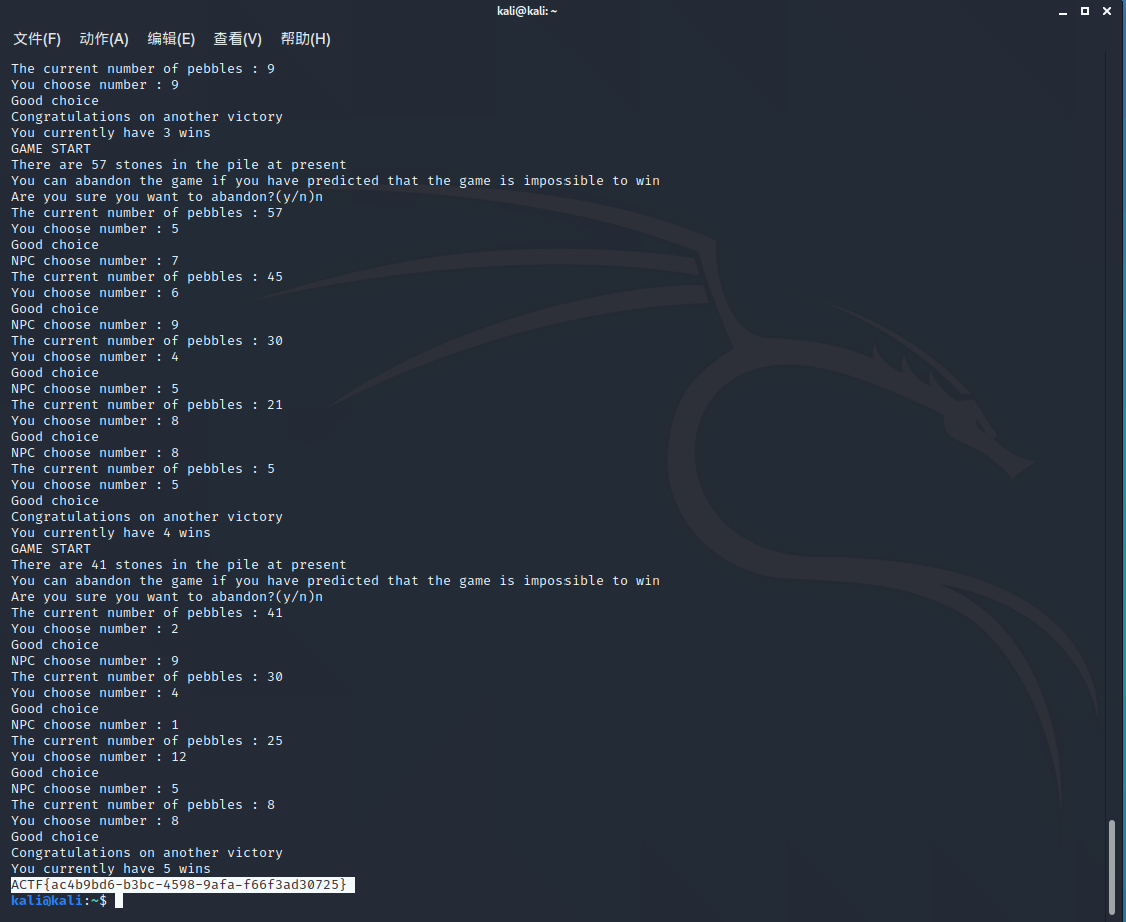 kali@kali: ~
文件(F) 动作(A) 编辑(E) 查看(V) 帮助(H)
The current number of pebbles : 9
You choose number : 9
Good choice
Congratulations on another victory
You currently have 3 wins
GAME START
There are 57 stones in the pile at present
You can abandon the game if you have predicted that the game is impossible to win
Are you sure you want to abandon?(y/n)n
The current number of pebbles : 57
You choose number : 5
Good choice
NPC choose number : 7
The current number of pebbles : 45
You choose number : 6
Good choice
NPC choose number : 9
The current number of pebbles : 30
You choose number : 4
Good choice
NPC choose number : 5
The current number of pebbles : 21
You choose number : 8
Good choice
NPC choose number : 8
The current number of pebbles : 5
You choose number : 5
Good choice
Congratulations on another victory
You currently have 4 wins
GAME START
There are 41 stones in the pile at present
You can abandon the game if you have predicted that the game is impossible to win
Are you sure you want to abandon?(y/n)n
The current number of pebbles : 41
You choose number : 2
Good choice
NPC choose number : 9
The current number of pebbles : 30
You choose number : 4
Good choice
NPC choose number : 1
The current number of pebbles : 25
You choose number : 12
Good choice
NPC choose number : 5
The current number of pebbles : 8
You choose number : 8
Good choice
Congratulations on another victory
You currently have 5 wins
ACTF{ac4b9bd6-b3bc-4598-9afa-f66f3ad30725}
kali@kali:~$